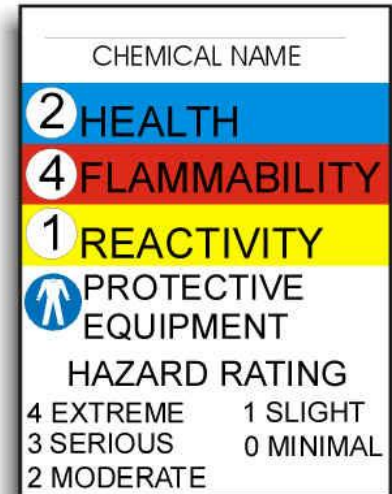 CHEMICAL NAME
2 HEALTH
4 FLAMMABILITY
1 REACTIVITY
PROTECTIVE
EQUIPMENT
HAZARD RATING
4 EXTREME 1 SLIGHT
3 SERIOUS 0 MINIMAL
2 MODERATE